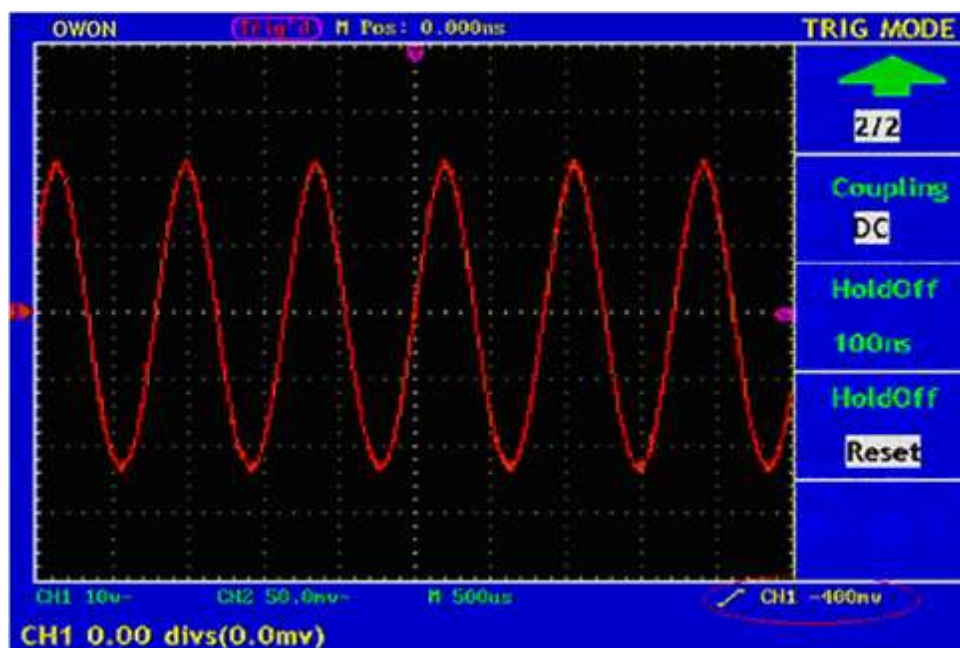 OWON Trig'd M Pos: 0.000ns TRIG MODE
2/2
Coupling
DC
HoldOff
100ns
HoldOff
Reset
CH1 10v~ CH2 50.0mv~ M 500us CH1 -400mv
CH1 0.00 divs(0.0mv)